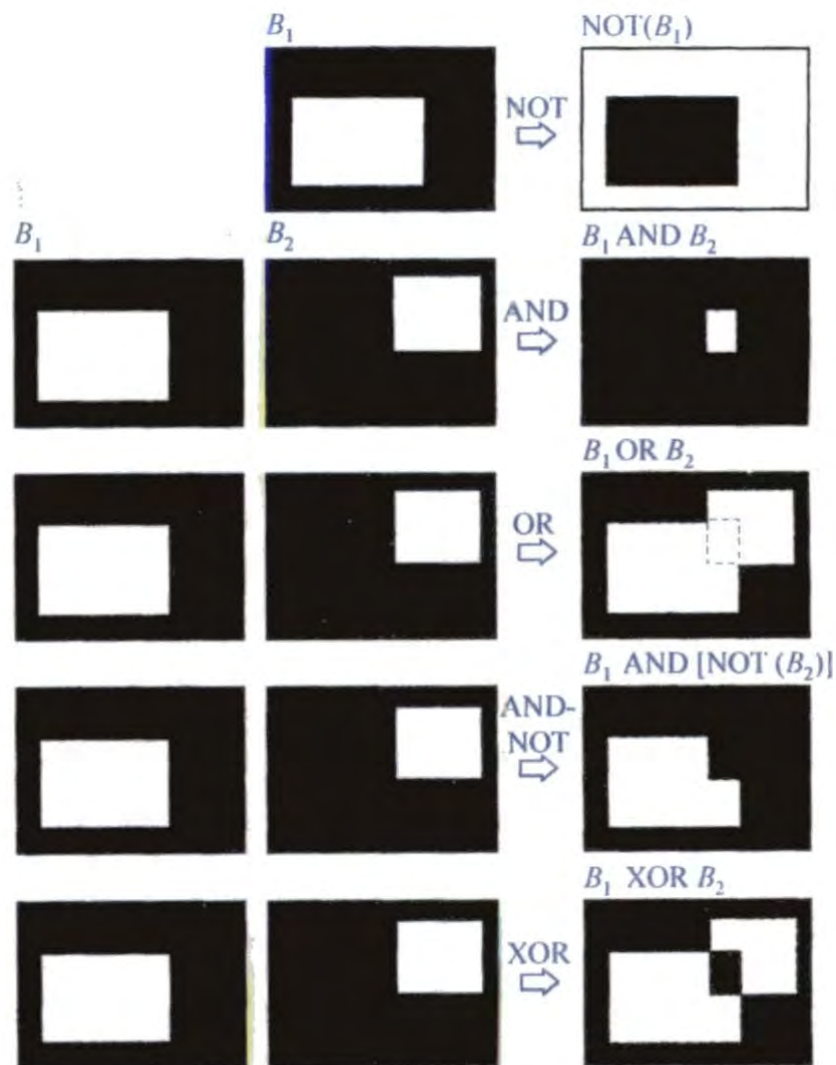 B1 NOT(B1)
NOT
B1 B2 B1 AND B2
AND
B1 OR B2
OR
B1 AND [NOT (B2)]
AND-
NOT
B1 XOR B2
XOR